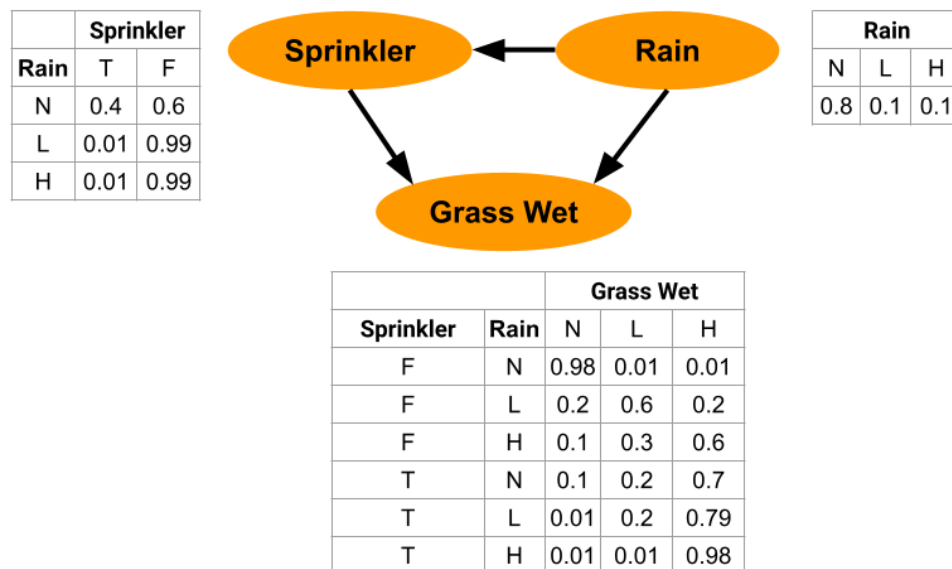 Sprinkler
Rain T F
N 0.4 0.6
L 0.01 0.99
H 0.01 0.99
Sprinkler
Rain
Grass Wet
Rain
N L H
0.8 0.1 0.1
Grass Wet
Sprinkler Rain N L H
F N 0.98 0.01 0.01
F L 0.2 0.6 0.2
F H 0.1 0.3 0.6
T N 0.1 0.2 0.7
T L 0.01 0.2 0.79
T H 0.01 0.01 0.98